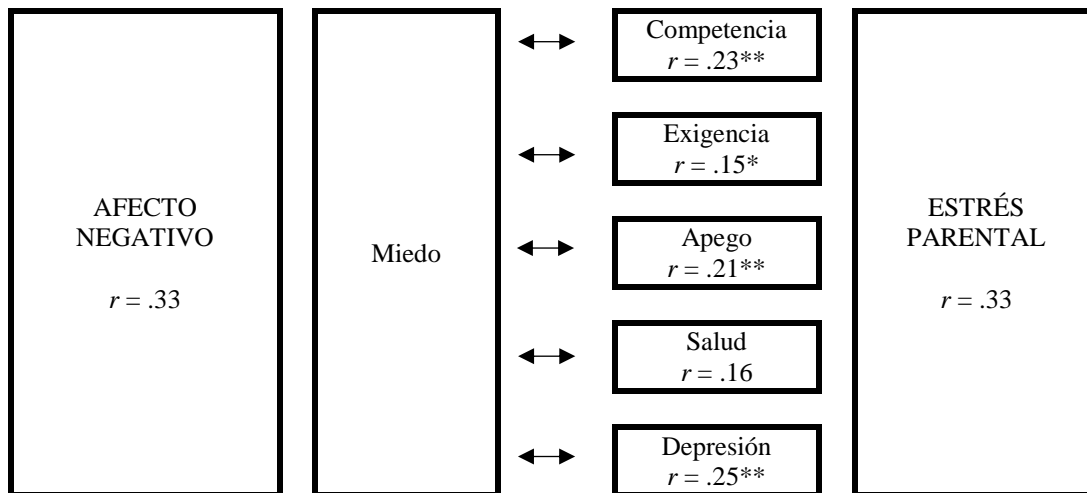 AFECTO
NEGATIVO
r = .33
Miedo
Competencia
r = .23**
Exigencia
r = .15*
Apego
r = .21**
Salud
r = .16
Depresión
r = .25**
ESTRÉS
PARENTAL
r = .33